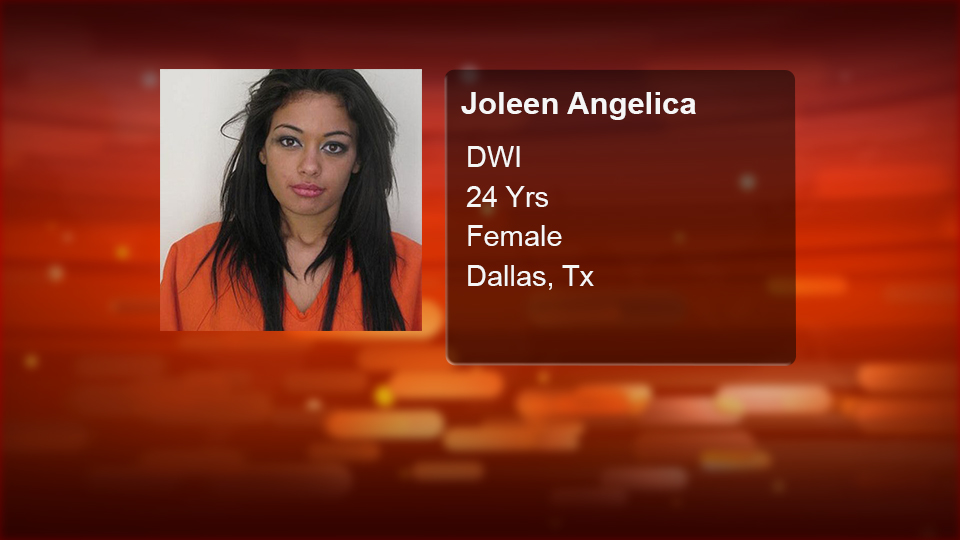 Joleen Angelica
DWI
24 Yrs
Female
Dallas, Tx